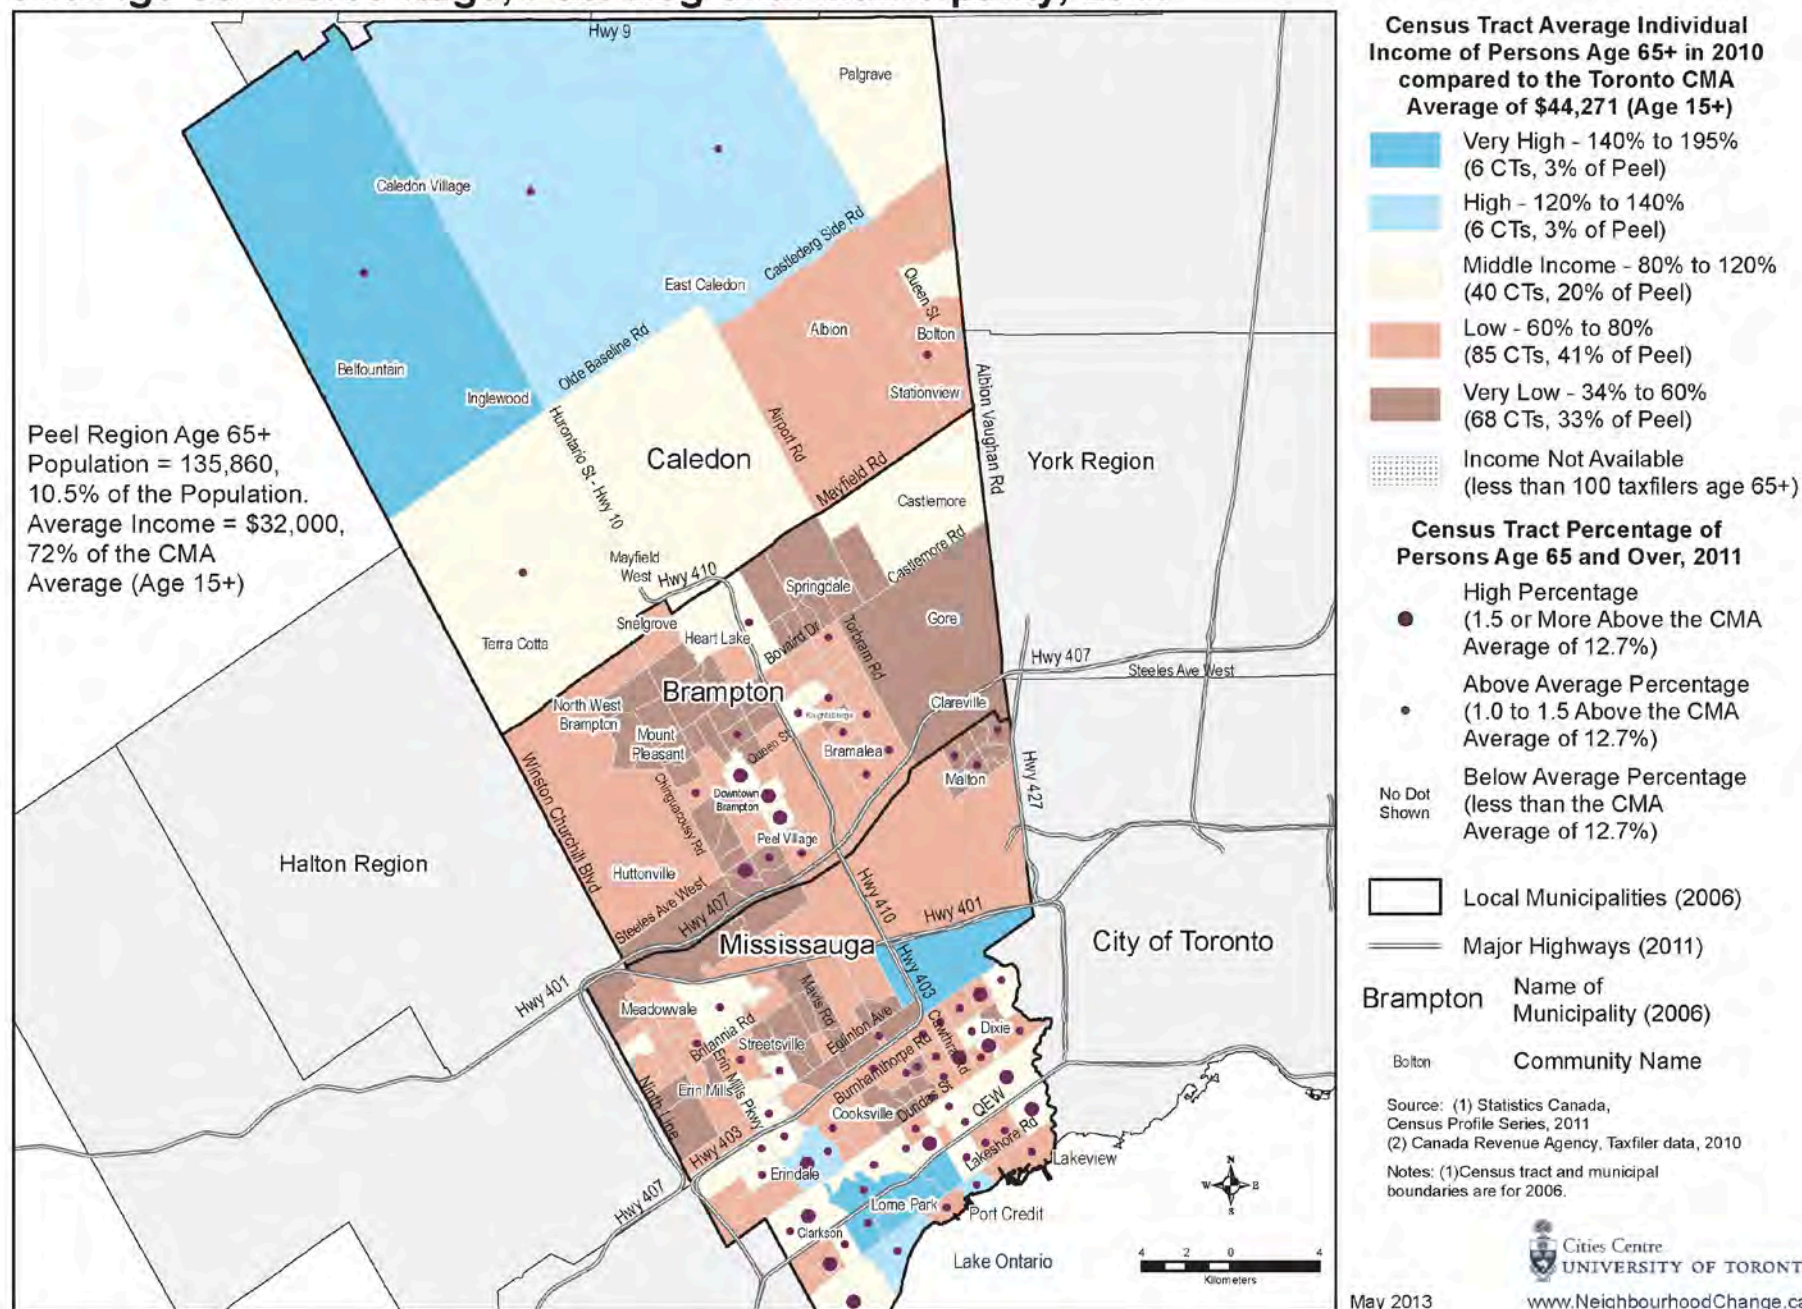 Hwy 9
Palgrave
Caledon Village
Castlederg Side Rd
East Caledon
Queen St
Albion
Bolton
Olde Baseline Rd
Belfountain
Inglewood
Stationview
Albion Vaughan Rd
Airport Rd
Hurontario St - Hwy 10
Caledon
York Region
Mayfield Rd
Castlemore
Peel Region Age 65+
Population = 135,860,
10.5% of the Population.
Average Income = $32,000,
72% of the CMA
Average (Age 15+)
Castlemore Rd
Mayfield
West
Hwy 410
Springdale
Snelgrove
Heart Lake
Bovaird Dr
Torbram Rd
Gore
Terra Cotta
Hwy 407
Steeles Ave West
Brampton
North West
Brampton
Clareville
Mount
Pleasant
Queen St
Bramalea
Malton
Hwy 427
Winston Churchill Blvd
Chinguacousy Rd
Downtown
Brampton
Peel Village
Halton Region
Huttonville
Steeles Ave West
Hwy 407
Hwy 410
Hwy 401
Mississauga
City of Toronto
Hwy 403
Hwy 401
Meadowvale
Mavis Rd
Britannia Rd
Streetsville
Eglinton Ave
Cawthra Rd
Dixie
Erin Mills
Erin Mills Pkwy
Burnhamthorpe Rd
Ninth Line
Cooksville
Dundas St
QEW
Hwy 403
Lakeshore Rd
Lakeview
Erindale
Hwy 407
Lorne Park
Port Credit
Clarkson
Lake Ontario
N
W
E
S
4 2 0 4
Kilometers
Census Tract Average Individual
Income of Persons Age 65+ in 2010
compared to the Toronto CMA
Average of $44,271 (Age 15+)
Very High - 140% to 195%
(6 CTs, 3% of Peel)
High - 120% to 140%
(6 CTs, 3% of Peel)
Middle Income - 80% to 120%
(40 CTs, 20% of Peel)
Low - 60% to 80%
(85 CTs, 41% of Peel)
Very Low - 34% to 60%
(68 CTs, 33% of Peel)
Income Not Available
(less than 100 taxfilers age 65+)
Census Tract Percentage of
Persons Age 65 and Over, 2011
High Percentage
(1.5 or More Above the CMA
Average of 12.7%)
Above Average Percentage
(1.0 to 1.5 Above the CMA
Average of 12.7%)
No Dot
Shown
Below Average Percentage
(less than the CMA
Average of 12.7%)
Local Municipalities (2006)
Major Highways (2011)
Brampton
Name of
Municipality (2006)
Bolton
Community Name
Source: (1) Statistics Canada,
Census Profile Series, 2011
(2) Canada Revenue Agency, Taxfiler data, 2010
Notes: (1)Census tract and municipal
boundaries are for 2006.
Cities Centre
UNIVERSITY OF TORONT
May 2013
www.NeighbourhoodChange.ca